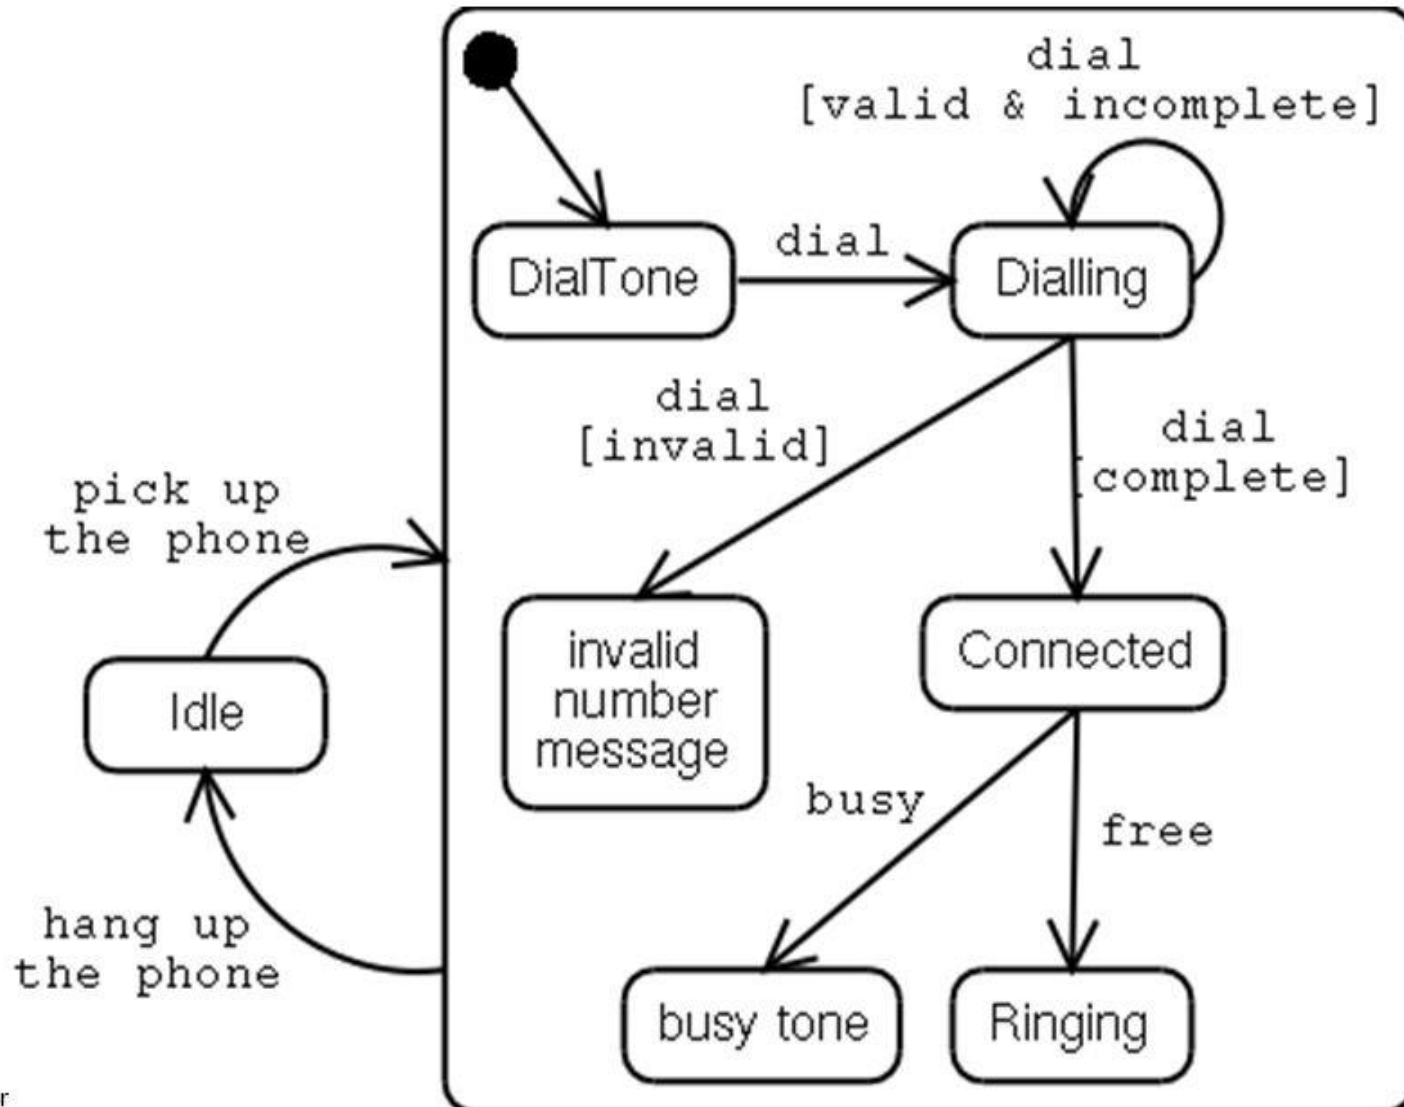 dial
[valid & incomplete]
DialTone
dial
Dialling
dial
[invalid]
dial
[complete]
pick up
the phone
Idle
invalid
number
message
Connected
busy
free
hang up
the phone
busy tone
Ringing
r